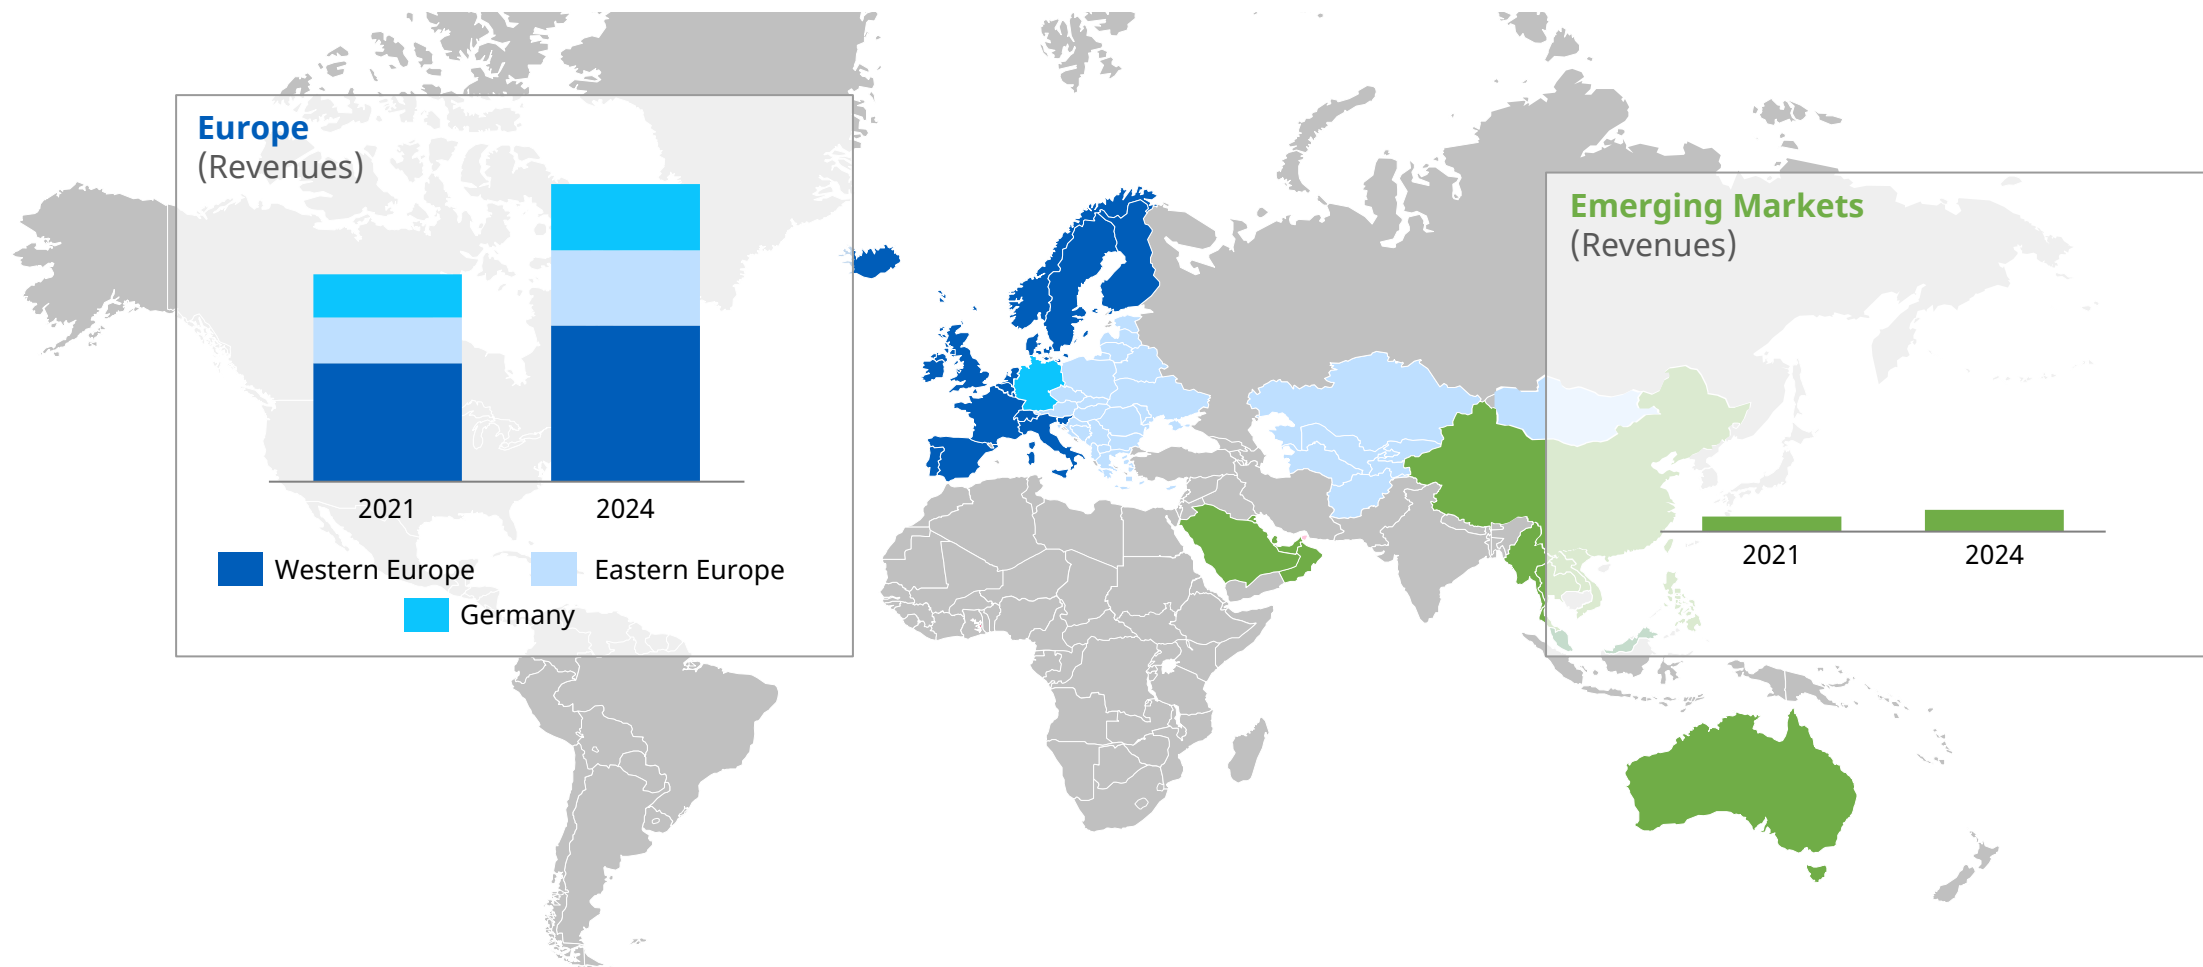 Europe
(Revenues)
2021
2024
Western Europe
Eastern Europe
Germany
Emerging Markets
(Revenues)
2021
2024